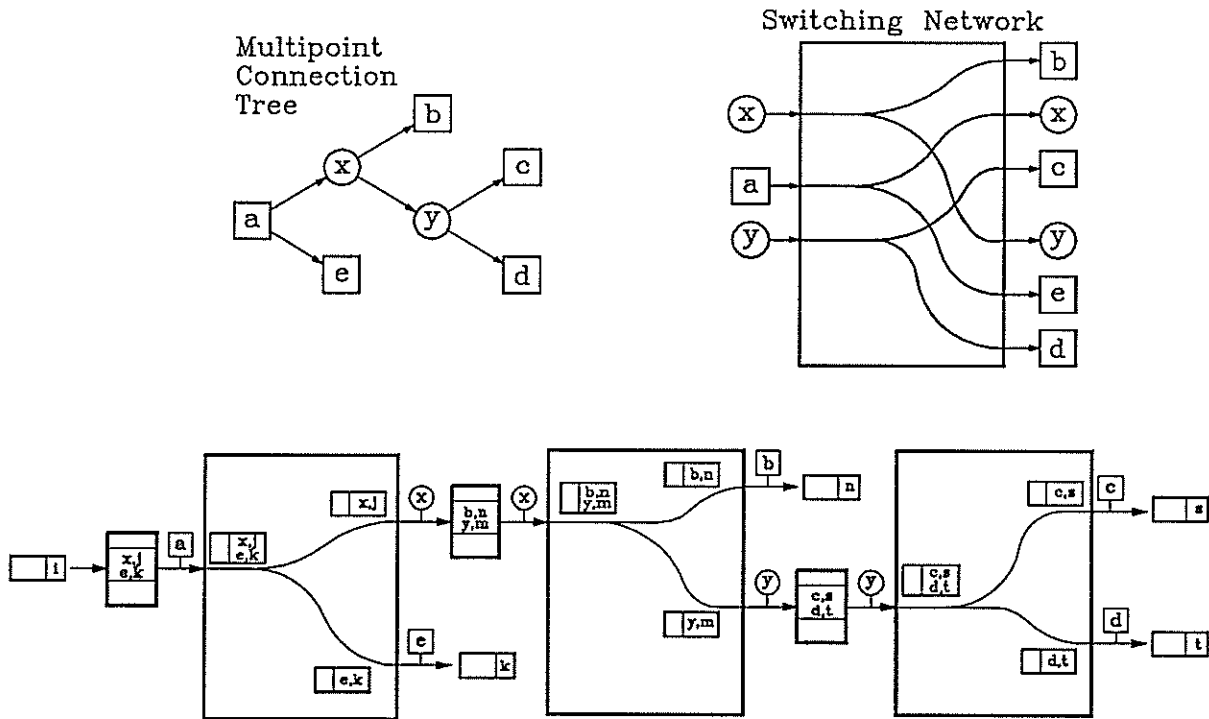 Multipoint
Connection
Tree
b
x
c
a
y
e
d
Switching Network
b
x
x
c
a
y
y
e
d
i
x,j
e,k
a
x,j
e,k
x,j
e,k
x
b,n
y,m
x
e
k
b,n
y,m
b,n
y,m
b
n
y
c,s
d,t
y
c,s
d,t
c,s
d,t
c
s
d
t